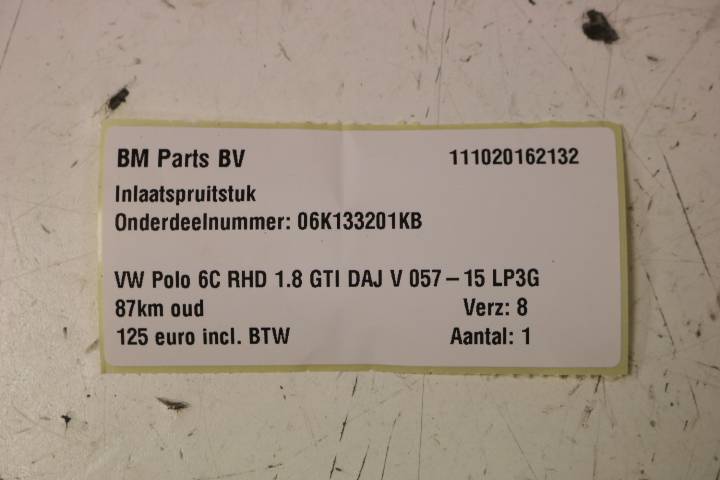 BM Parts BV 111020162132
Inlaatspruitstuk
Onderdeelnummer: 06K133201KB
VW Polo 6C RHD 1.8 GTI DAJ V 057 – 15 LP3G
87km oud Verz: 8
125 euro incl. BTW Aantal: 1